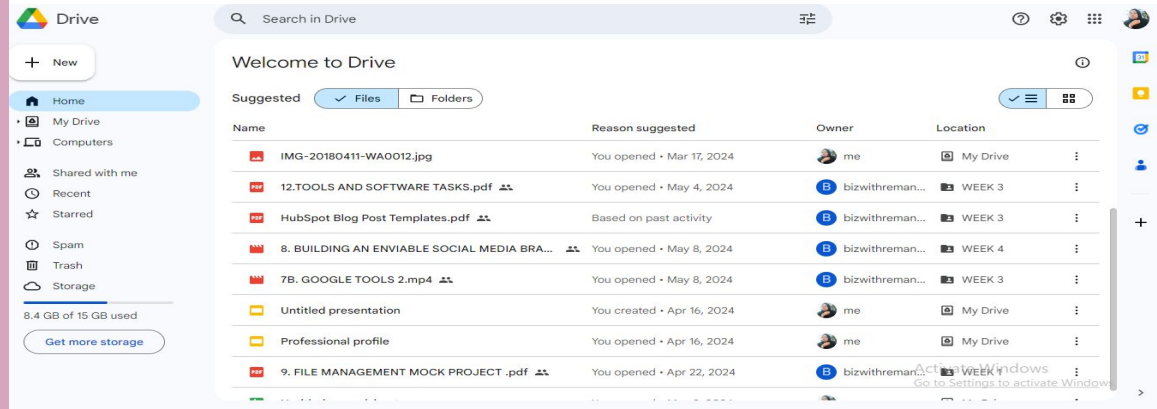 Drive
Search in Drive
New
Welcome to Drive
Suggested Files Folders
Home
My Drive
Computers
Shared with me
Recent
Starred
Spam
Trash
Storage
8.4 GB of 15 GB used
Get more storage
Name Reason suggested Owner Location
IMG-20180411-WA0012.jpg You opened • Mar 17, 2024 me My Drive
12.TOOLS AND SOFTWARE TASKS.pdf You opened • May 4, 2024 B bizwithreman... WEEK 3
HubSpot Blog Post Templates.pdf Based on past activity B bizwithreman... WEEK 3
8. BUILDING AN ENVIABLE SOCIAL MEDIA BRA... You opened • May 8, 2024 B bizwithreman... WEEK 4
7B. GOOGLE TOOLS 2.mp4 You opened • May 8, 2024 B bizwithreman... WEEK 3
Untitled presentation You created • Apr 16, 2024 me My Drive
Professional profile You opened • Apr 16, 2024 me My Drive
9. FILE MANAGEMENT MOCK PROJECT .pdf You opened • Apr 22, 2024 B bizwithreman... WEEK
Activate Windows
Go to Settings to activate Windows
31